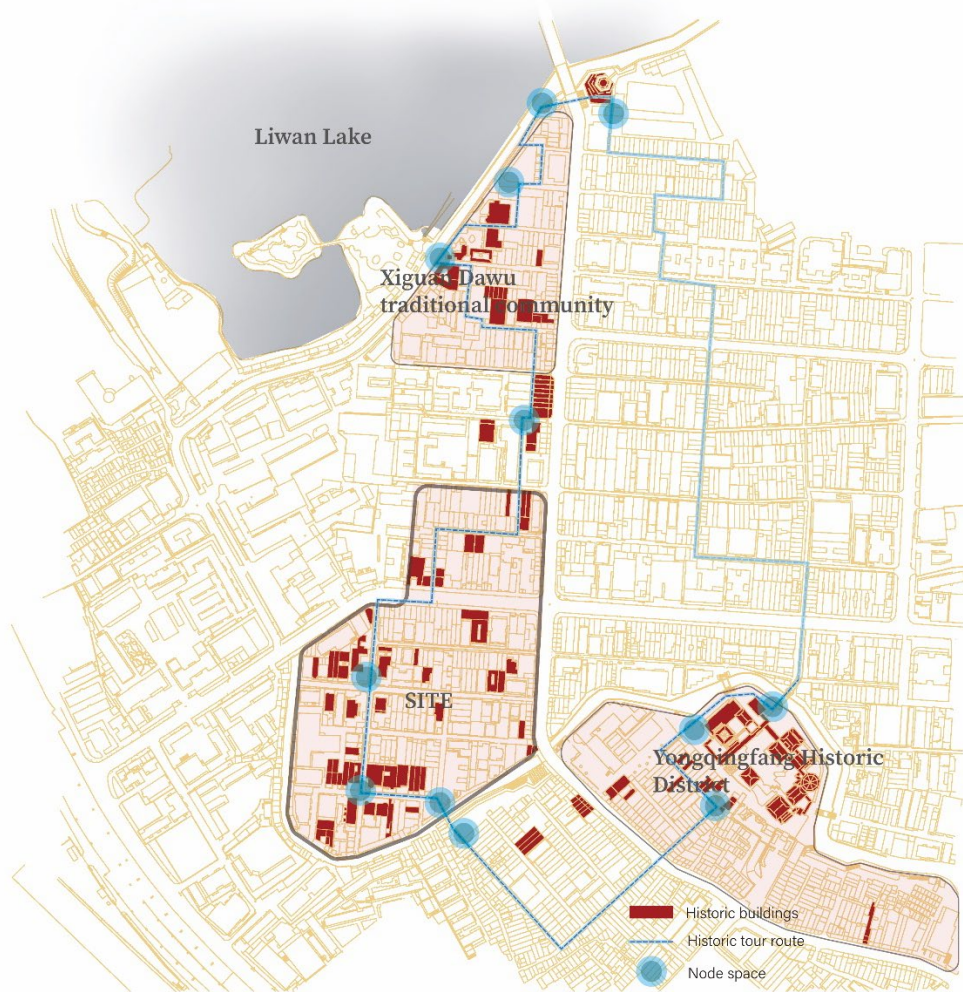 Liwan Lake
Xiguan Dawu
traditional community
SITE
Yongqingfang Historic
District
Historic buildings
Historic tour route
Node space